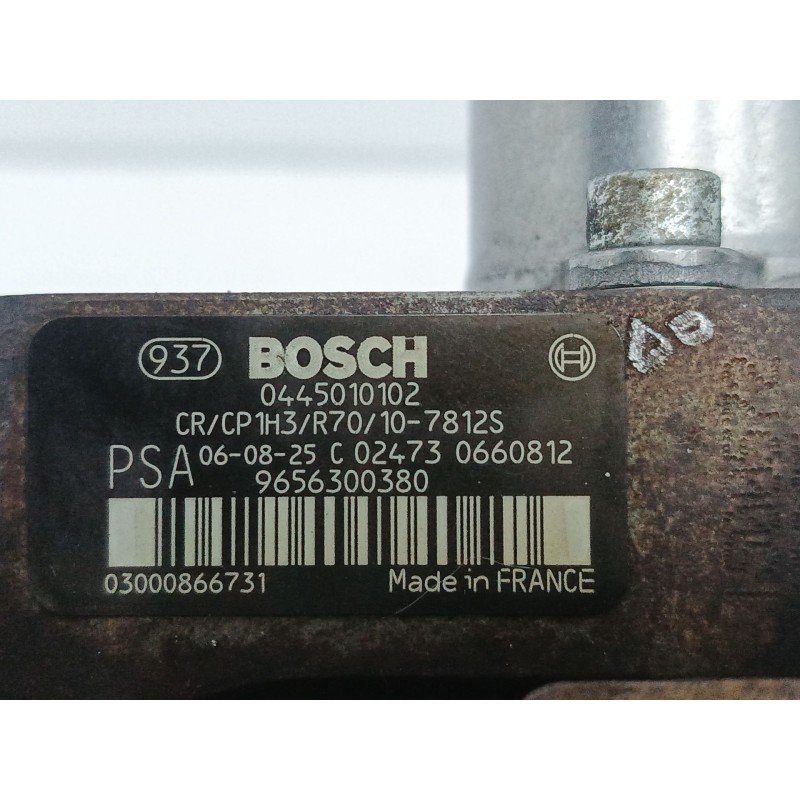 937 BOSCH
0445010102
CR/CP1H3/R70/10-7812S
PSA 06-08-25 C 02473 0660812
9656300380
03000866731 Made in FRANCE